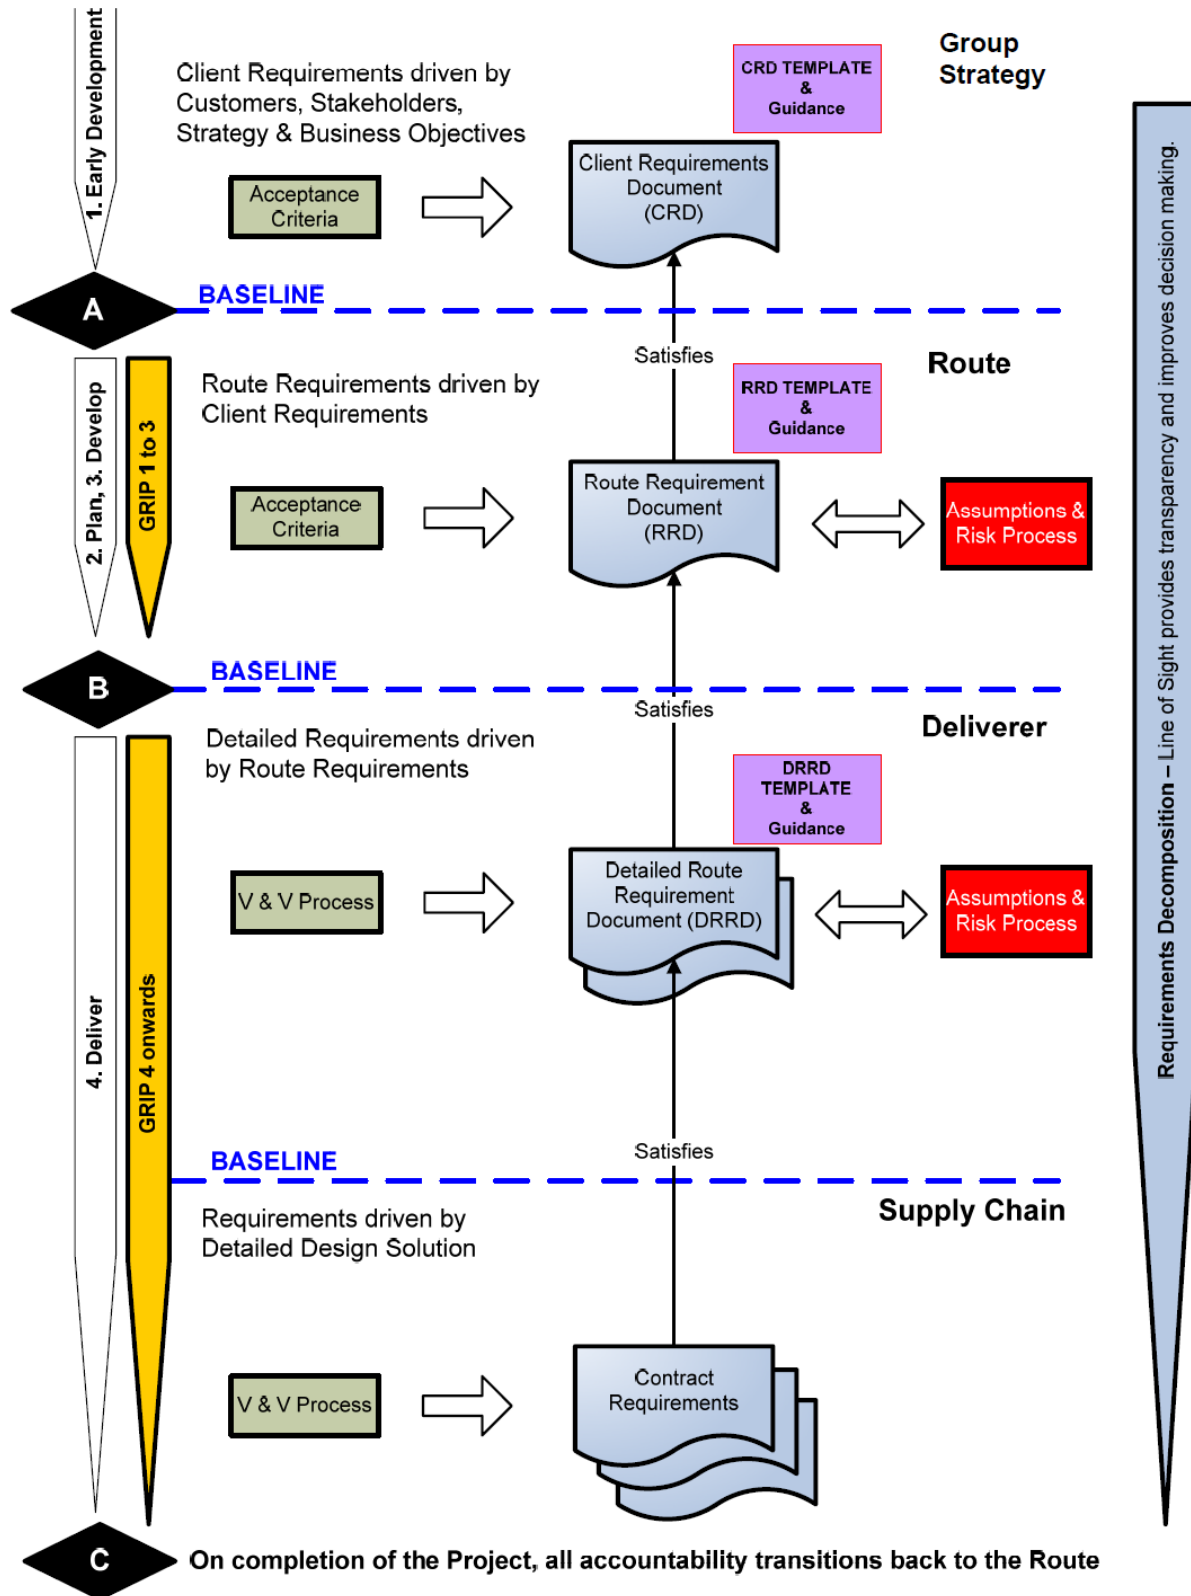 Group
Strategy
Client Requirements driven by
Customers, Stakeholders,
Strategy & Business Objectives
CRD TEMPLATE
&
Guidance
1. Early Development
Acceptance
Criteria
Client Requirements
Document
(CRD)
A
BASELINE
Satisfies
Route
Route Requirements driven by
Client Requirements
RRD TEMPLATE
&
Guidance
2. Plan, 3. Develop
GRIP 1 to 3
Acceptance
Criteria
Route Requirement
Document
(RRD)
Assumptions &
Risk Process
B
BASELINE
Satisfies
Deliverer
Detailed Requirements driven
by Route Requirements
DRRD
TEMPLATE
&
Guidance
V & V Process
Detailed Route
Requirement
Document (DRRD)
Assumptions &
Risk Process
4. Deliver
GRIP 4 onwards
Satisfies
BASELINE
Supply Chain
Requirements driven by
Detailed Design Solution
V & V Process
Contract
Requirements
Requirements Decomposition – Line of Sight provides transparency and improves decision making.
C
On completion of the Project, all accountability transitions back to the Route